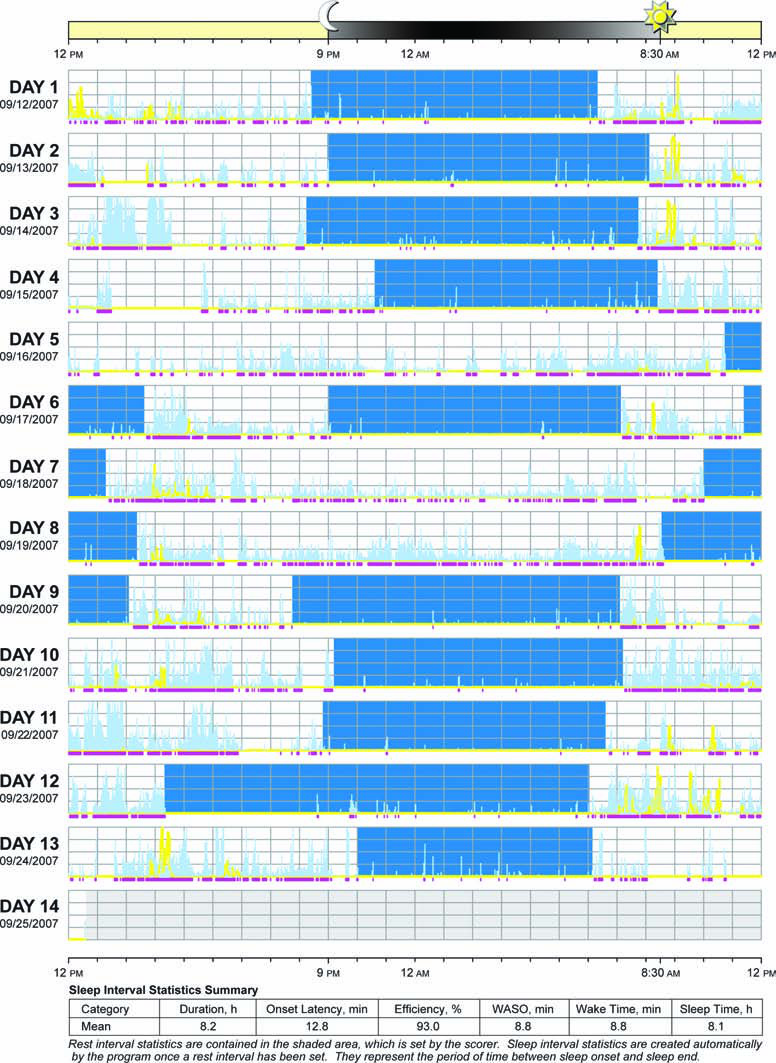 12 PM 9 PM 12 AM 8:30 AM 12 PM
DAY 1
09/12/2007
DAY 2
09/13/2007
DAY 3
09/14/2007
DAY 4
09/15/2007
DAY 5
09/16/2007
DAY 6
09/17/2007
DAY 7
09/18/2007
DAY 8
09/19/2007
DAY 9
09/20/2007
DAY 10
09/21/2007
DAY 11
09/22/2007
DAY 12
09/23/2007
DAY 13
09/24/2007
DAY 14
09/25/2007
12 PM 9 PM 12 AM 8:30 AM 12 PM
Sleep Interval Statistics Summary
Category Duration, h Onset Latency, min Efficiency, % WASO, min Wake Time, min Sleep Time, h
Mean 8.2 12.8 93.0 8.8 8.8 8.1
Rest interval statistics are contained in the shaded area, which is set by the scorer. Sleep interval statistics are created automatically
by the program once a rest interval has been set. They represent the period of time between sleep onset and sleep end.